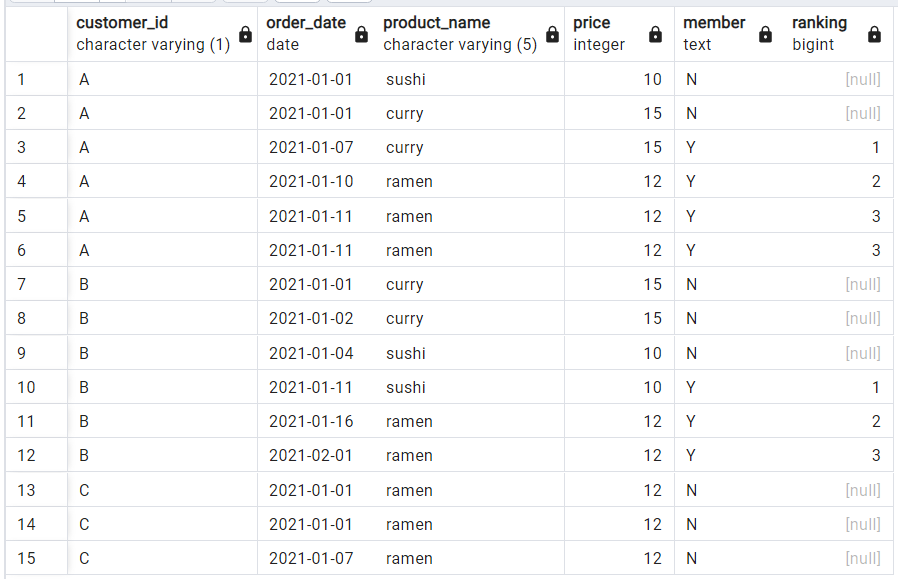 customer_id order_date product_name price member ranking
character varying (1) date character varying (5) integer text bigint
1 A 2021-01-01 sushi 10 N [null]
2 A 2021-01-01 curry 15 N [null]
3 A 2021-01-07 curry 15 Y 1
4 A 2021-01-10 ramen 12 Y 2
5 A 2021-01-11 ramen 12 Y 3
6 A 2021-01-11 ramen 12 Y 3
7 B 2021-01-01 curry 15 N [null]
8 B 2021-01-02 curry 15 N [null]
9 B 2021-01-04 sushi 10 N [null]
10 B 2021-01-11 sushi 10 Y 1
11 B 2021-01-16 ramen 12 Y 2
12 B 2021-02-01 ramen 12 Y 3
13 C 2021-01-01 ramen 12 N [null]
14 C 2021-01-01 ramen 12 N [null]
15 C 2021-01-07 ramen 12 N [null]